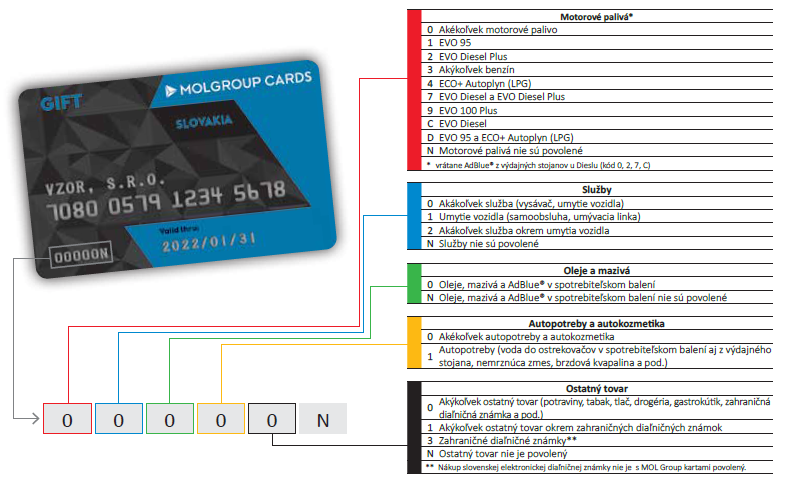 GIFT
MOLGROUP CARDS
SLOVAKIA
VZOR, S.R.O.
7080 0579 1234 5678
Valid thru:
2022/01/31
00000N
0 0 0 0 0 N
Motorové palivá*
0 Akékoľvek motorové palivo
1 EVO 95
2 EVO Diesel Plus
3 Akýkoľvek benzín
4 ECO+ Autoplyn (LPG)
7 EVO Diesel a EVO Diesel Plus
9 EVO 100 Plus
C EVO Diesel
D EVO 95 a ECO+ Autoplyn (LPG)
N Motorové palivá nie sú povolené
* vrátane AdBlue® z výdajných stojanov u Dieslu (kód 0, 2, 7, C)
Služby
0 Akákoľvek služba (vysávač, umytie vozidla)
1 Umytie vozidla (samoobsluha, umývacia linka)
2 Akákoľvek služba okrem umytia vozidla
N Služby nie sú povolené
Oleje a mazivá
0 Oleje, mazivá a AdBlue® v spotrebiteľskom balení
N Oleje, mazivá a AdBlue® v spotrebiteľskom balení nie sú povolené
Autopotreby a autokozmetika
0 Akékoľvek autopotreby a autokozmetika
1 Autopotreby (voda do ostrekovačov v spotrebiteľskom balení aj z výdajného
stojana, nemrznúca zmes, brzdová kvapalina a pod.)
Ostatný tovar
0 Akýkoľvek ostatný tovar (potraviny, tabak, tlač, drogéria, gastrokútik, zahraničná
diaľničná známka a pod.)
1 Akýkoľvek ostatný tovar okrem zahraničných diaľničných známok
3 Zahraničné diaľničné známky**
N Ostatný tovar nie je povolený
** Nákup slovenskej elektronickej diaľničnej známky nie je s MOL Group kartami povolený.